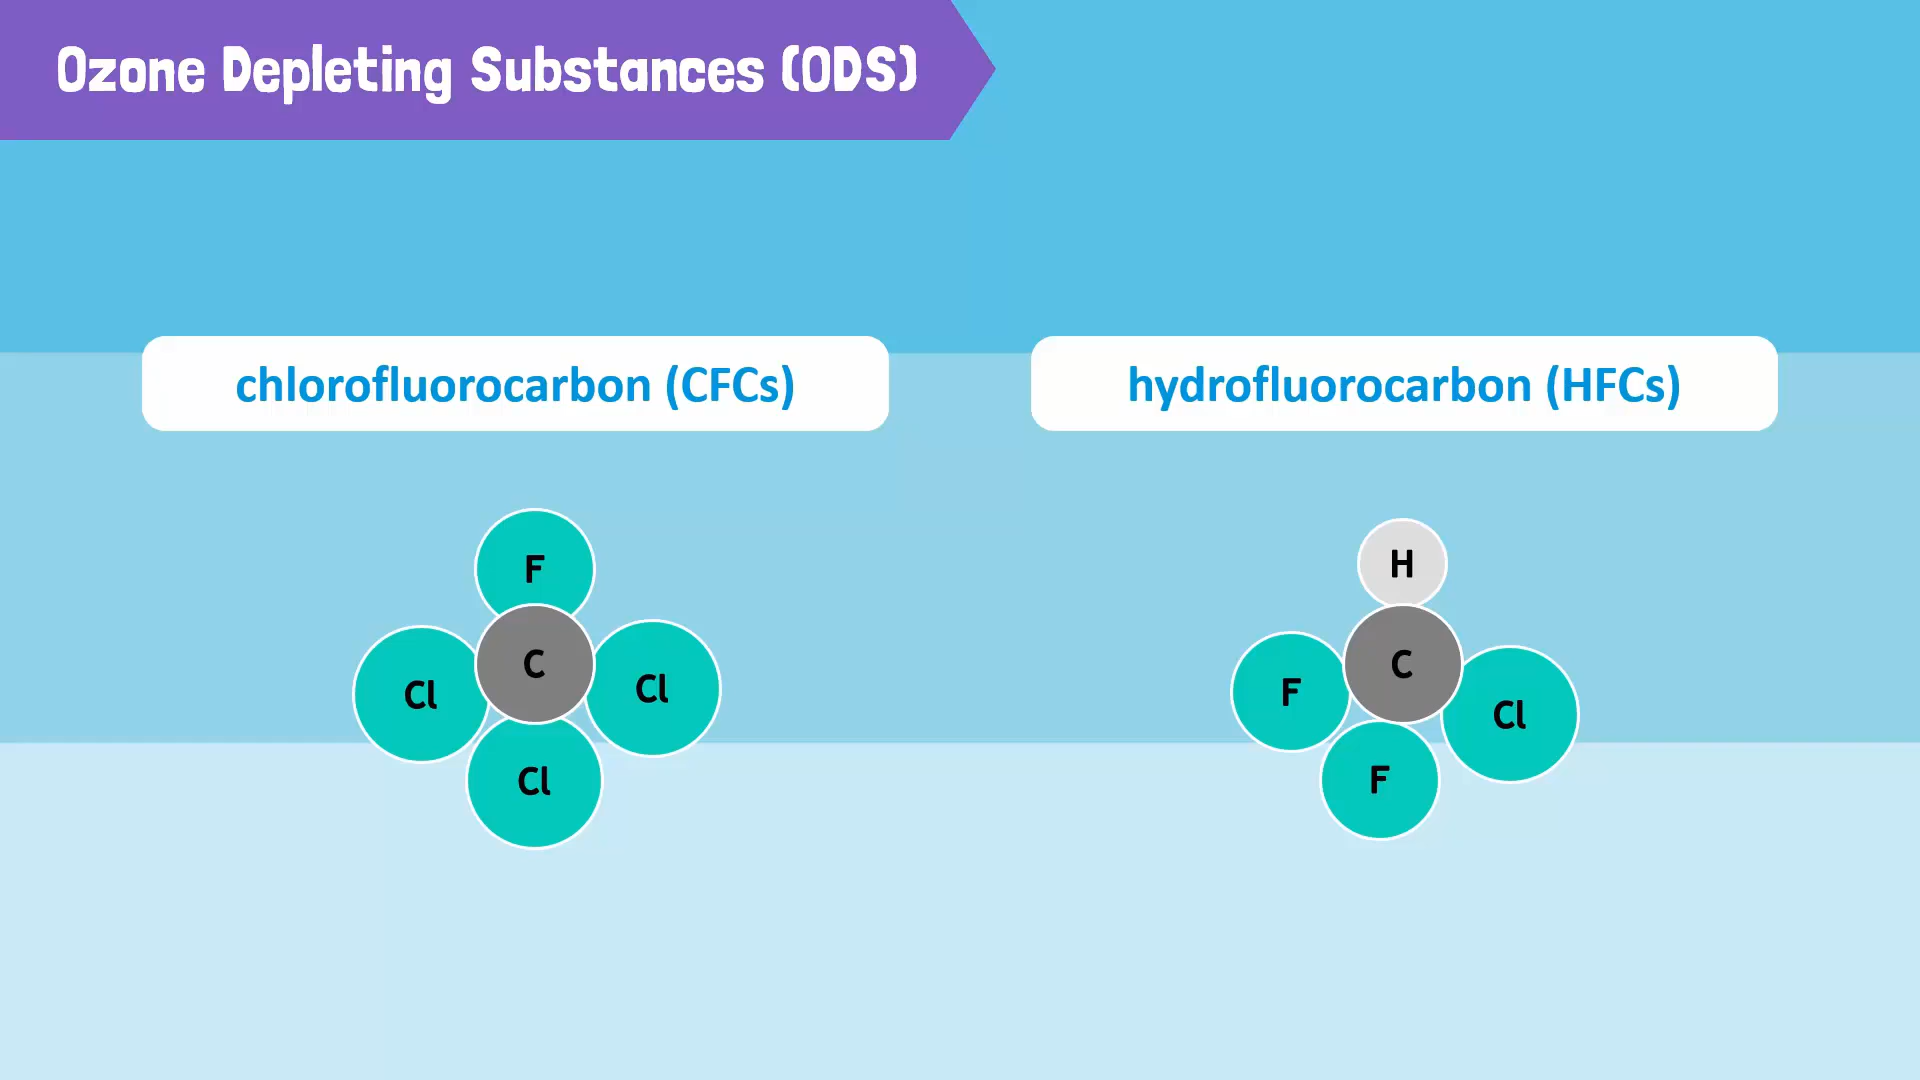 Ozone Depleting Substances (ODS)
chlorofluorocarbon (CFCs)
hydrofluorocarbon (HFCs)
F
Cl
C
Cl
Cl
H
F
C
Cl
F